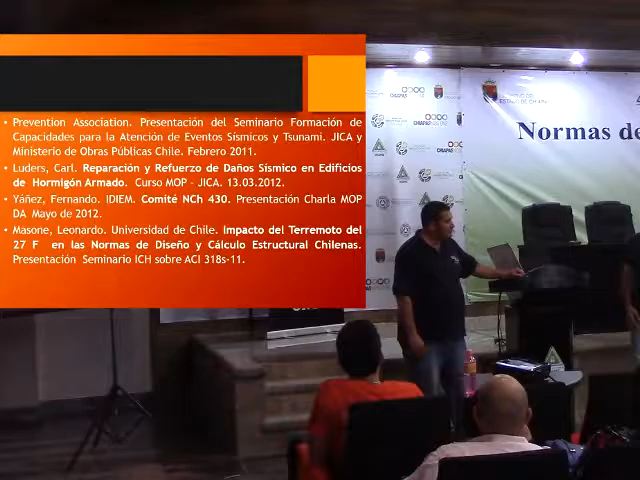 • Prevention Association. Presentación del Seminario Formación de
Capacidades para la Atención de Eventos Sísmicos y Tsunami. JICA y
Ministerio de Obras Públicas Chile. Febrero 2011.
• Luders, Carl. Reparación y Refuerzo de Daños Sísmico en Edificios
de Hormigón Armado. Curso MOP – JICA. 13.03.2012.
• Yáñez, Fernando. IDIEM. Comité NCh 430. Presentación Charla MOP
DA Mayo de 2012.
• Masone, Leonardo. Universidad de Chile. Impacto del Terremoto del
27 F en las Normas de Diseño y Cálculo Estructural Chilenas.
Presentación Seminario ICH sobre ACI 318s-11.
Normas de
ESTADO DE CHIAPAS